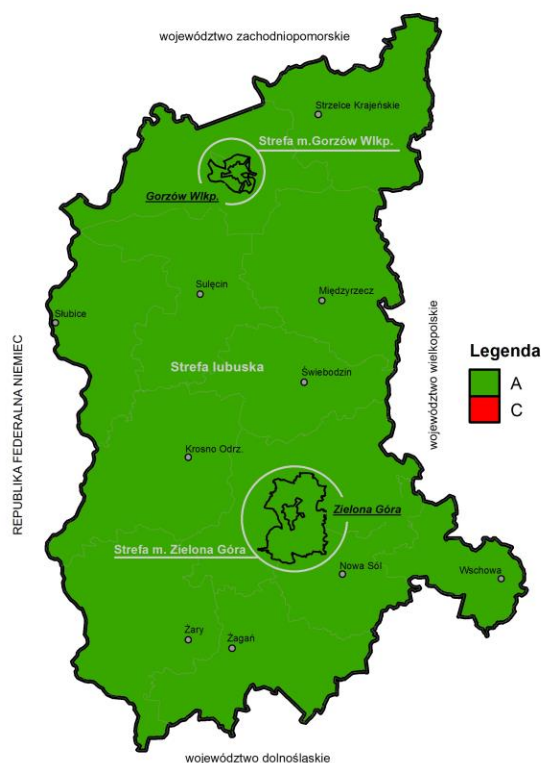 województwo zachodniopomorskie
Strzelce Krajeńskie
Strefa m.Gorzów Wlkp.
Gorzów Wlkp.
Sulęcin
Międzyrzecz
Słubice
REPUBLIKA FEDERALNA NIEMIEC
województwo wielkopolskie
Legenda
A
C
Strefa lubuska
Świebodzin
Krosno Odrz.
Zielona Góra
Strefa m. Zielona Góra
Nowa Sól
Wschowa
Żary
Żagań
województwo dolnośląskie